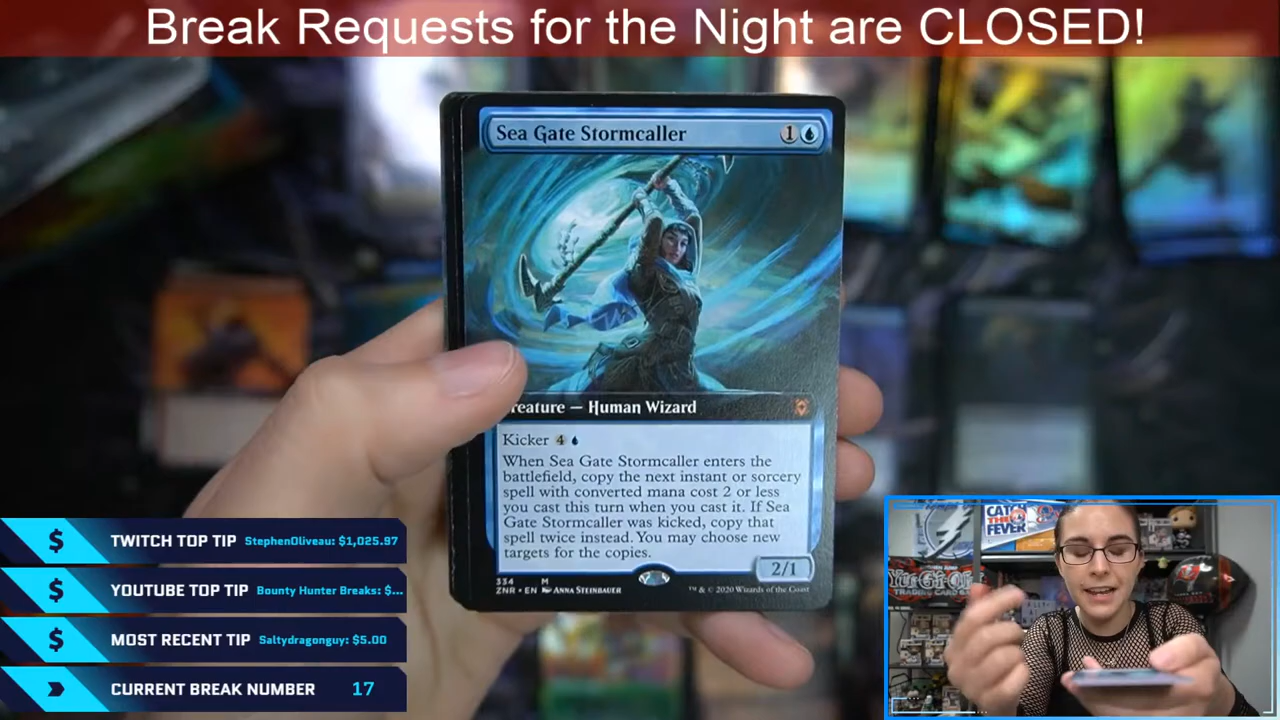 Break Requests for the Night are CLOSED!
Sea Gate Stormcaller 1
reature — Human Wizard
Kicker 4
When Sea Gate Stormcaller enters the
battlefield, copy the next instant or sorcery
spell with converted mana cost 2 or less
you cast this turn when you cast it. If Sea
Gate Stormcaller was kicked, copy that
spell twice instead. You may choose new
targets for the copies.
2/1
334 M
ZNR • EN ANNA STEINBAUER
™ & © 2020 Wizards of the Coast
TWITCH TOP TIP StephenOliveau: $1,025.97
YOUTUBE TOP TIP Bounty Hunter Breaks: $...
MOST RECENT TIP Saltydragonguy: $5.00
CURRENT BREAK NUMBER 17
CATCH
THE
FEVER
Yu-Gi-Oh!
TRADING CARD